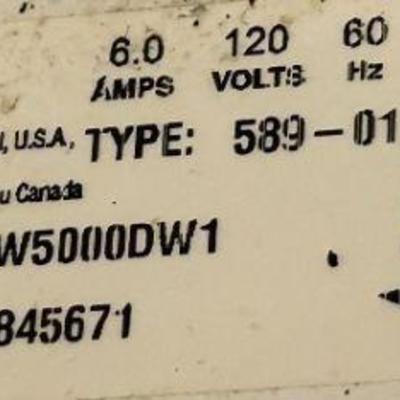 6.0 120 60
AMPS VOLTS Hz
U.S.A, TYPE: 589-01
u Canada
W5000DW1
845671